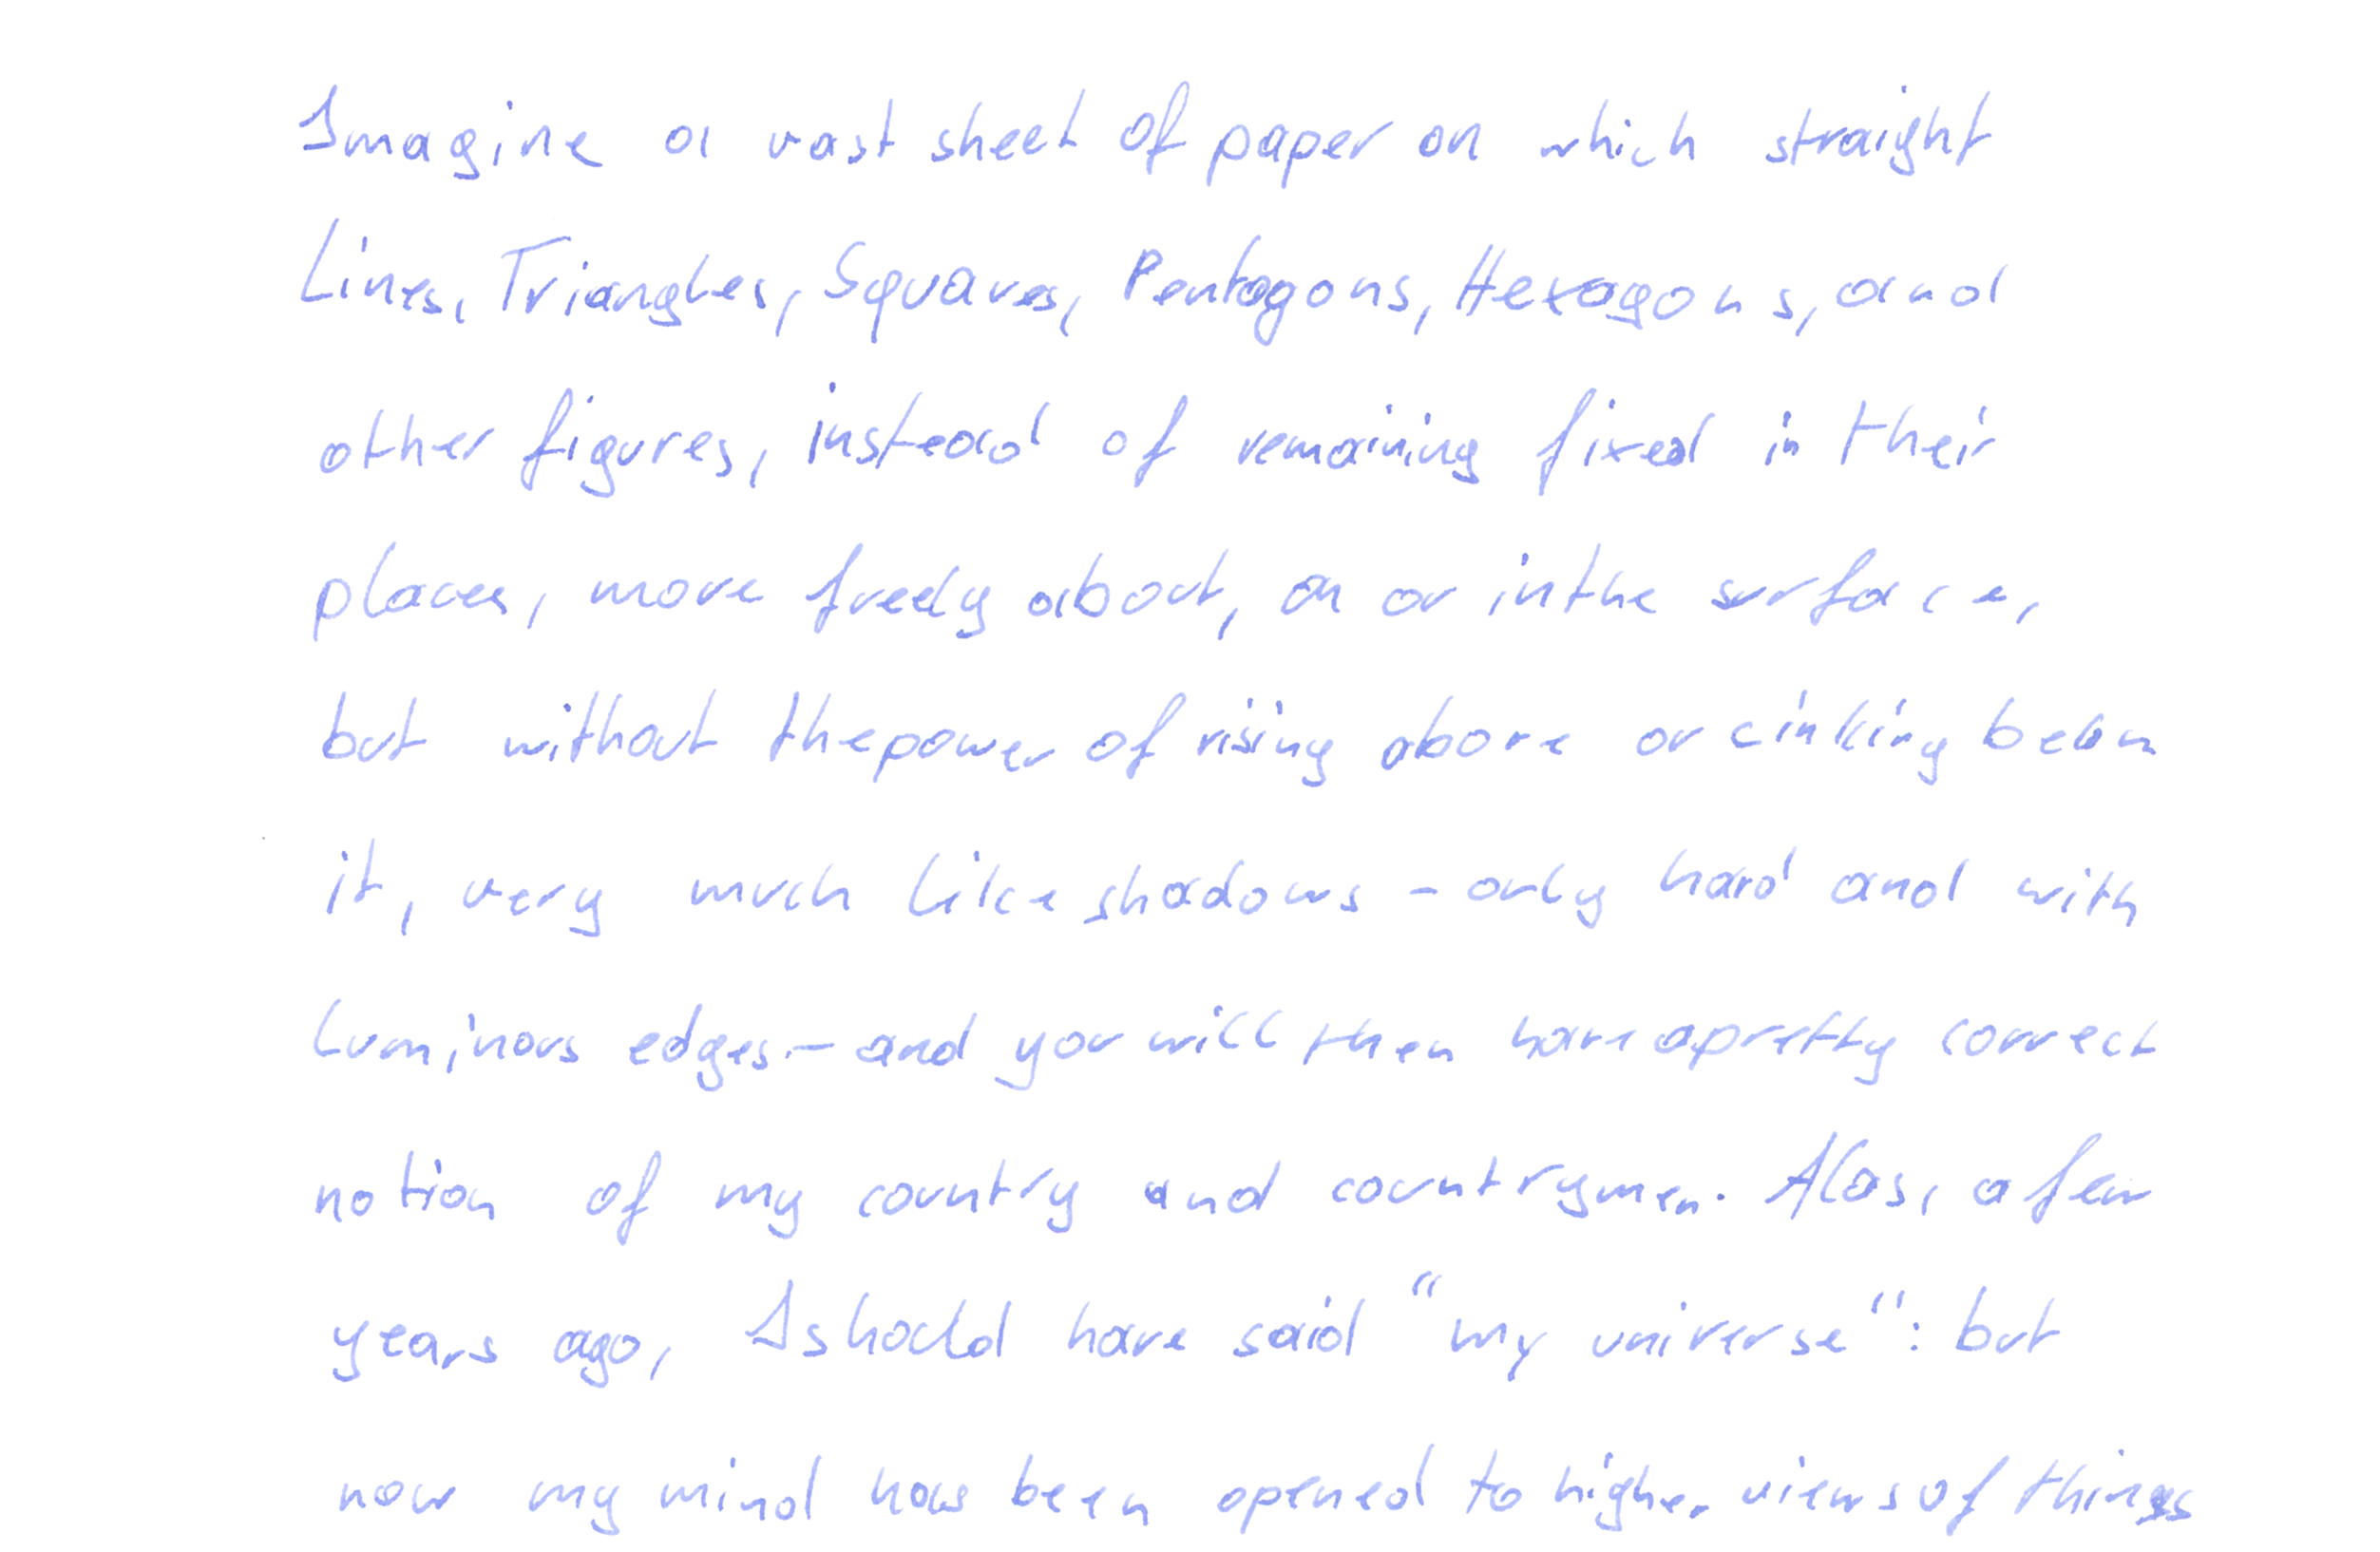 Imagine a vast sheet of paper on which straight
Lines, Triangles, Squares, Pentagons, Hexagons, and
other figures, instead of remaining fixed in their
places, move freely about, on or in the surface,
but without the power of rising above or cinking below
it, very much like shadows - only hard and with
luminous edges - and you will then have a pretty correct
notion of my country and countrymen. Alas, a few
years ago, I should have said "my universe": but
now my mind has been opened to higher views of things